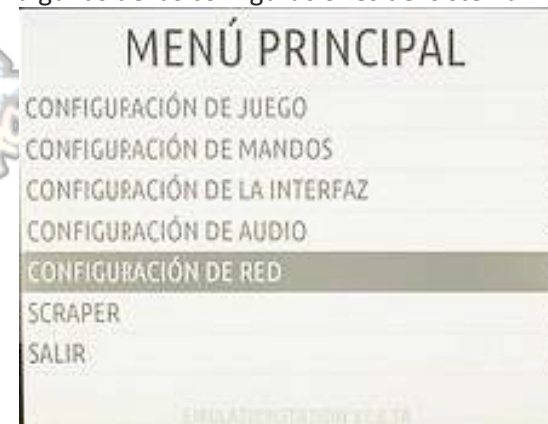 MENÚ PRINCIPAL
CONFIGURACIÓN DE JUEGO
CONFIGURACIÓN DE MANDOS
CONFIGURACIÓN DE LA INTERFAZ
CONFIGURACIÓN DE AUDIO
CONFIGURACIÓN DE RED
SCRAPER
SALIR